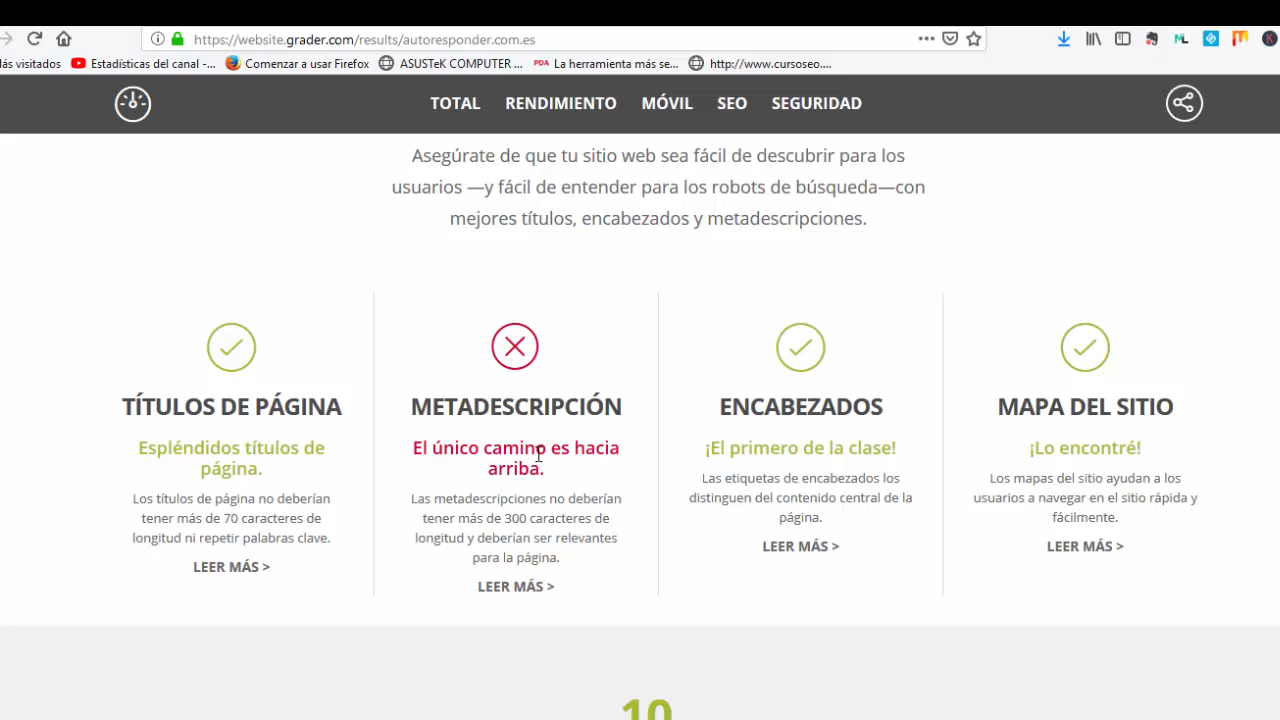 https://website.grader.com/results/autoresponder.com.es
ás visitados
Estadísticas del canal -...
Comenzar a usar Firefox
ASUSTeK COMPUTER ...
PDA
La herramienta más se...
http://www.cursoseo....
TOTAL RENDIMIENTO MÓVIL SEO SEGURIDAD
Asegúrate de que tu sitio web sea fácil de descubrir para los
usuarios —y fácil de entender para los robots de búsqueda—con
mejores títulos, encabezados y metadescripciones.
TÍTULOS DE PÁGINA
Espléndidos títulos de
página.
Los títulos de página no deberían
tener más de 70 caracteres de
longitud ni repetir palabras clave.
LEER MÁS >
METADESCRIPCIÓN
El único camino es hacia
arriba.
Las metadescripciones no deberían
tener más de 300 caracteres de
longitud y deberían ser relevantes
para la página.
LEER MÁS >
ENCABEZADOS
¡El primero de la clase!
Las etiquetas de encabezados los
distinguen del contenido central de la
página.
LEER MÁS >
MAPA DEL SITIO
¡Lo encontré!
Los mapas del sitio ayudan a los
usuarios a navegar en el sitio rápida y
fácilmente.
LEER MÁS >
10